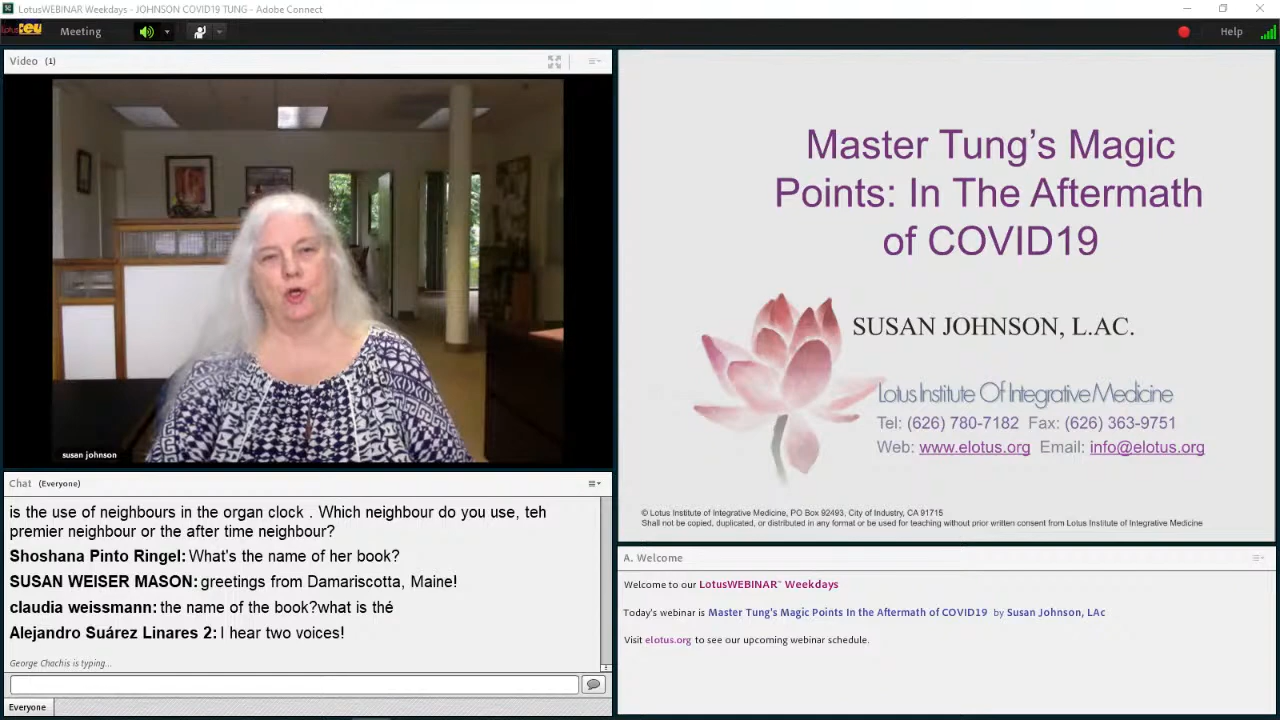 LotusWEBINAR Weekdays - JOHNSON COVID19 TUNG - Adobe Connect
Meeting
Help
Video (1)
susan johnson
Master Tung's Magic
Points: In The Aftermath
of COVID19
SUSAN JOHNSON, L.AC.
Lotus Institute Of Integrative Medicine
Tel: (626) 780-7182 Fax: (626) 363-9751
Web: www.elotus.org Email: info@elotus.org
© Lotus Institute of Integrative Medicine, PO Box 92493, City of Industry, CA 91715
Shall not be copied, duplicated, or distributed in any format or be used for teaching without prior written consent from Lotus Institute of Integrative Medicine
Chat (Everyone)
is the use of neighbours in the organ clock . Which neighbour do you use, teh
premier neighbour or the after time neighbour?
Shoshana Pinto Ringel: What's the name of her book?
SUSAN WEISER MASON: greetings from Damariscotta, Maine!
claudia weissmann: the name of the book?what is thé
Alejandro Suárez Linares 2: I hear two voices!
George Chachis is typing...
Everyone
A. Welcome
Welcome to our LotusWEBINAR™ Weekdays
Today's webinar is Master Tung's Magic Points In the Aftermath of COVID19 by Susan Johnson, LAc
Visit elotus.org to see our upcoming webinar schedule.